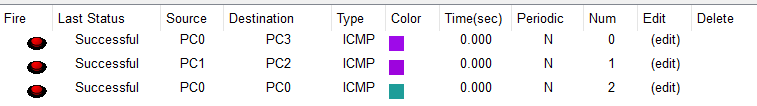 Fire Last Status Source Destination Type Color Time(sec) Periodic Num Edit Delete
Successful PC0 PC3 ICMP 0.000 N 0 (edit)
Successful PC1 PC2 ICMP 0.000 N 1 (edit)
Successful PC0 PC0 ICMP 0.000 N 2 (edit)